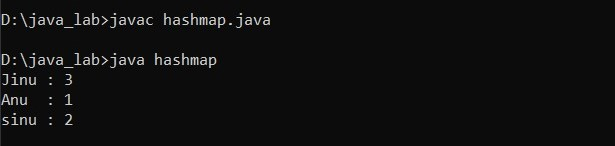 D:\java_lab>javac hashmap.java
D:\java_lab>java hashmap
Jinu : 3
Anu  : 1
sinu : 2